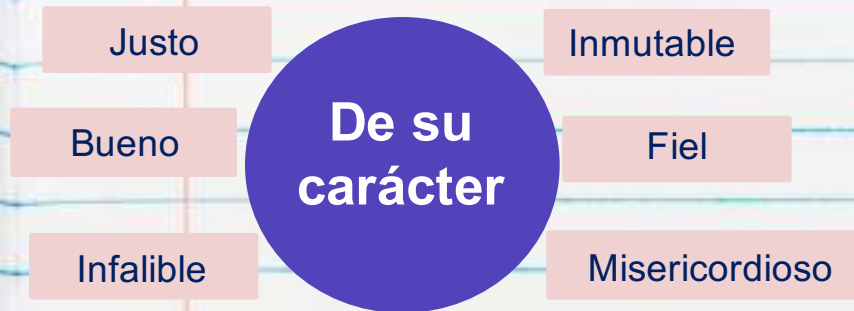 Justo
Inmutable
Bueno
De su
carácter
Fiel
Infalible
Misericordioso